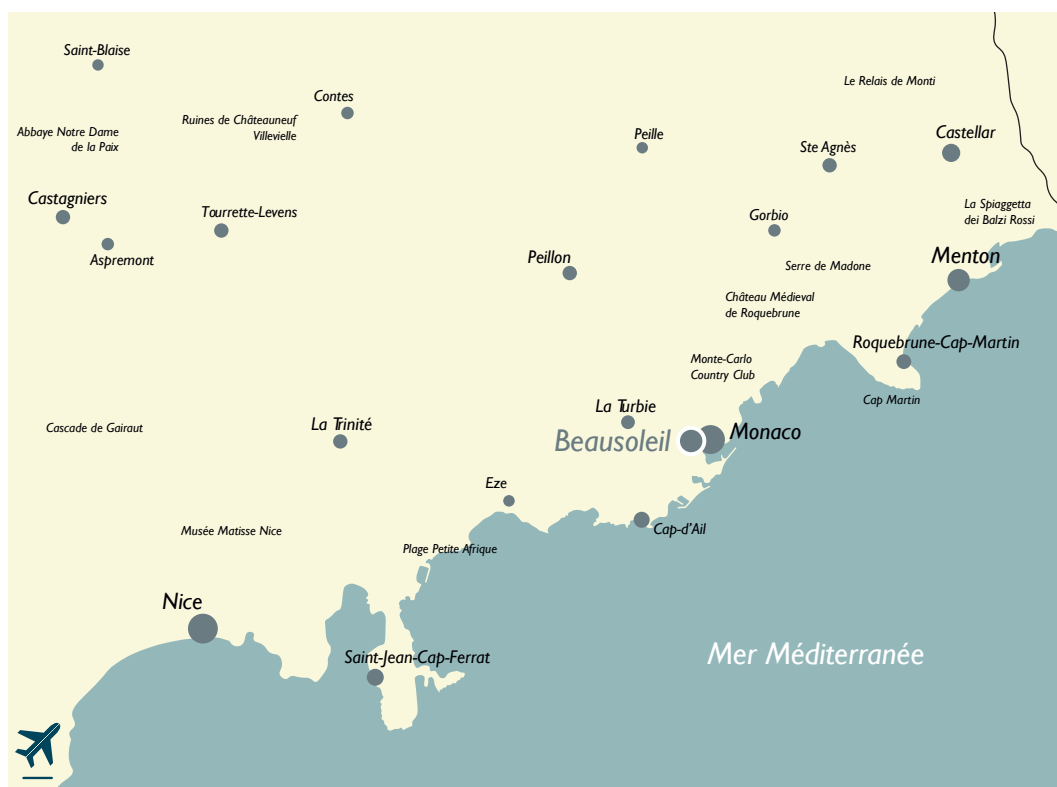 Saint-Blaise
Le Relais de Monti
Contes
Ruines de Châteauneuf
Villevielle
Abbaye Notre Dame
de la Paix
Peille
Ste Agnès
Castellar
Castagniers
Tourrette-Levens
Gorbio
La Spiaggetta
dei Balzi Rossi
Aspremont
Peillon
Serre de Madone
Menton
Château Médieval
de Roquebrune
Roquebrune-Cap-Martin
Monte-Carlo
Country Club
Cap Martin
La Turbie
Cascade de Gairaut
La Trinité
Beausoleil
Monaco
Eze
Musée Matisse Nice
Cap-d'Ail
Plage Petite Afrique
Nice
Saint-Jean-Cap-Ferrat
Mer Méditerranée